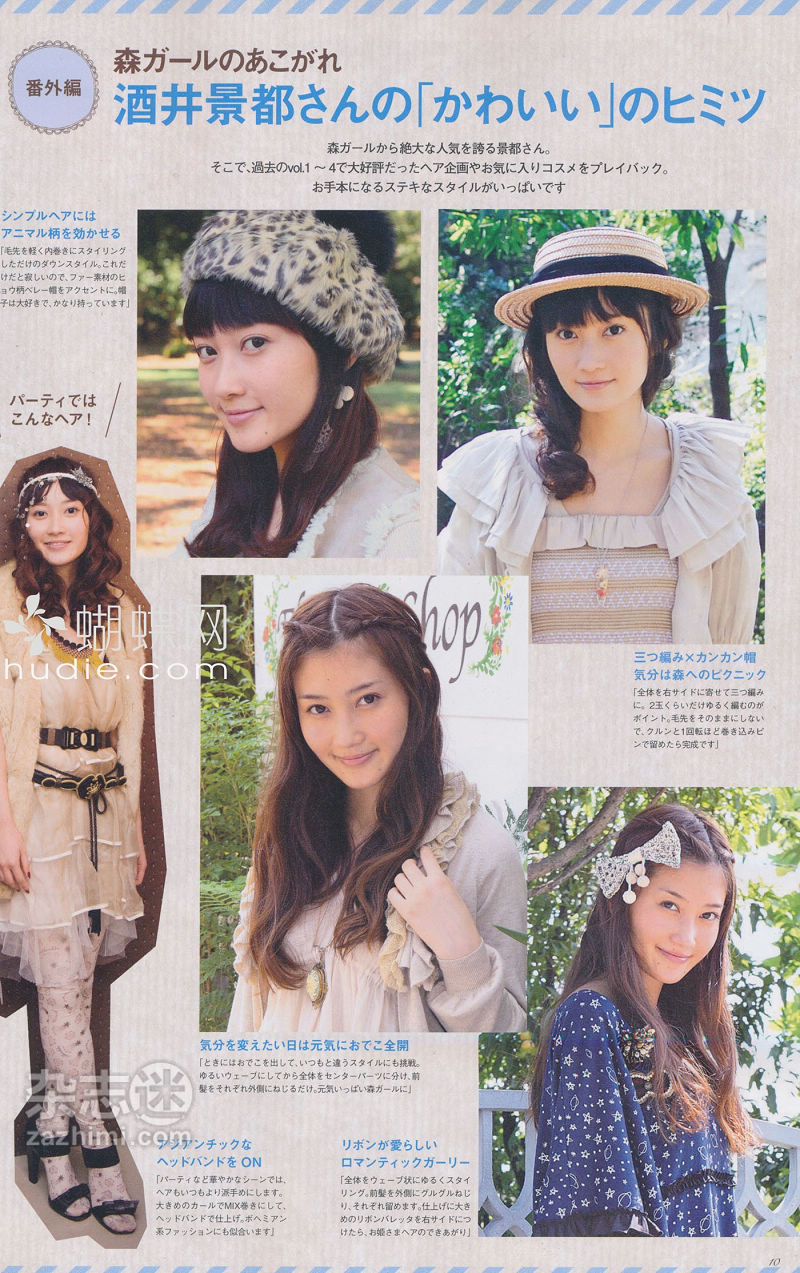 番外編
森ガールのあこがれ
酒井景都さんの「かわいい」のヒミツ
森ガールから絶大な人気を誇る景都さん。
そこで、過去のvol.1 〜 4で大好評だったヘア企画やお気に入りコスメをプレイバック。
お手本になるステキなスタイルがいっぱいです
シンプルヘアには
アニマル柄を効かせる
「毛先を軽く内巻きにスタイリング
しただけのダウンスタイル。これだ
けだと寂しいので、ファー素材のヒ
ョウ柄ベレー帽をアクセントに。帽
子は大好きで、かなり持っています」
パーティでは
こんなヘア！
蝴蝶网
hudie.com
Shop
三つ編み×カンカン帽
気分は森へのピクニック
「全体を右サイドに寄せて三つ編み
に。2玉くらいだけゆるく編むのが
ポイント。毛先をそのままにしない
で、クルンと1回転ほど巻き込みピ
ンで留めたら完成です」
気分を変えたい日は元気におでこ全開
「ときにはおでこを出して、いつもと違うスタイルにも挑戦。
ゆるいウェーブにしてから全体をセンターパーツに分け、前
髪をそれぞれ外側にねじるだけ。元気いっぱい森ガールに」
杂志迷
zazhimi.com
アジアンチックな
ヘッドバンドを ON
「パーティなど華やかなシーンでは、
ヘアもいつもより派手めにします。
大きめのカールでMIX巻きにして、
ヘッドバンドで仕上げ。ボヘミアン
系ファッションにも似合います」
リボンが愛らしい
ロマンティックガーリー
「全体をウェーブ状にゆるくスタイ
リング。前髪を外側にグルグルねじ
り、それぞれ留めます。仕上げに大き
めのリボンバレッタを右サイドにつ
けたら、お姫さまヘアのできあがり」
10